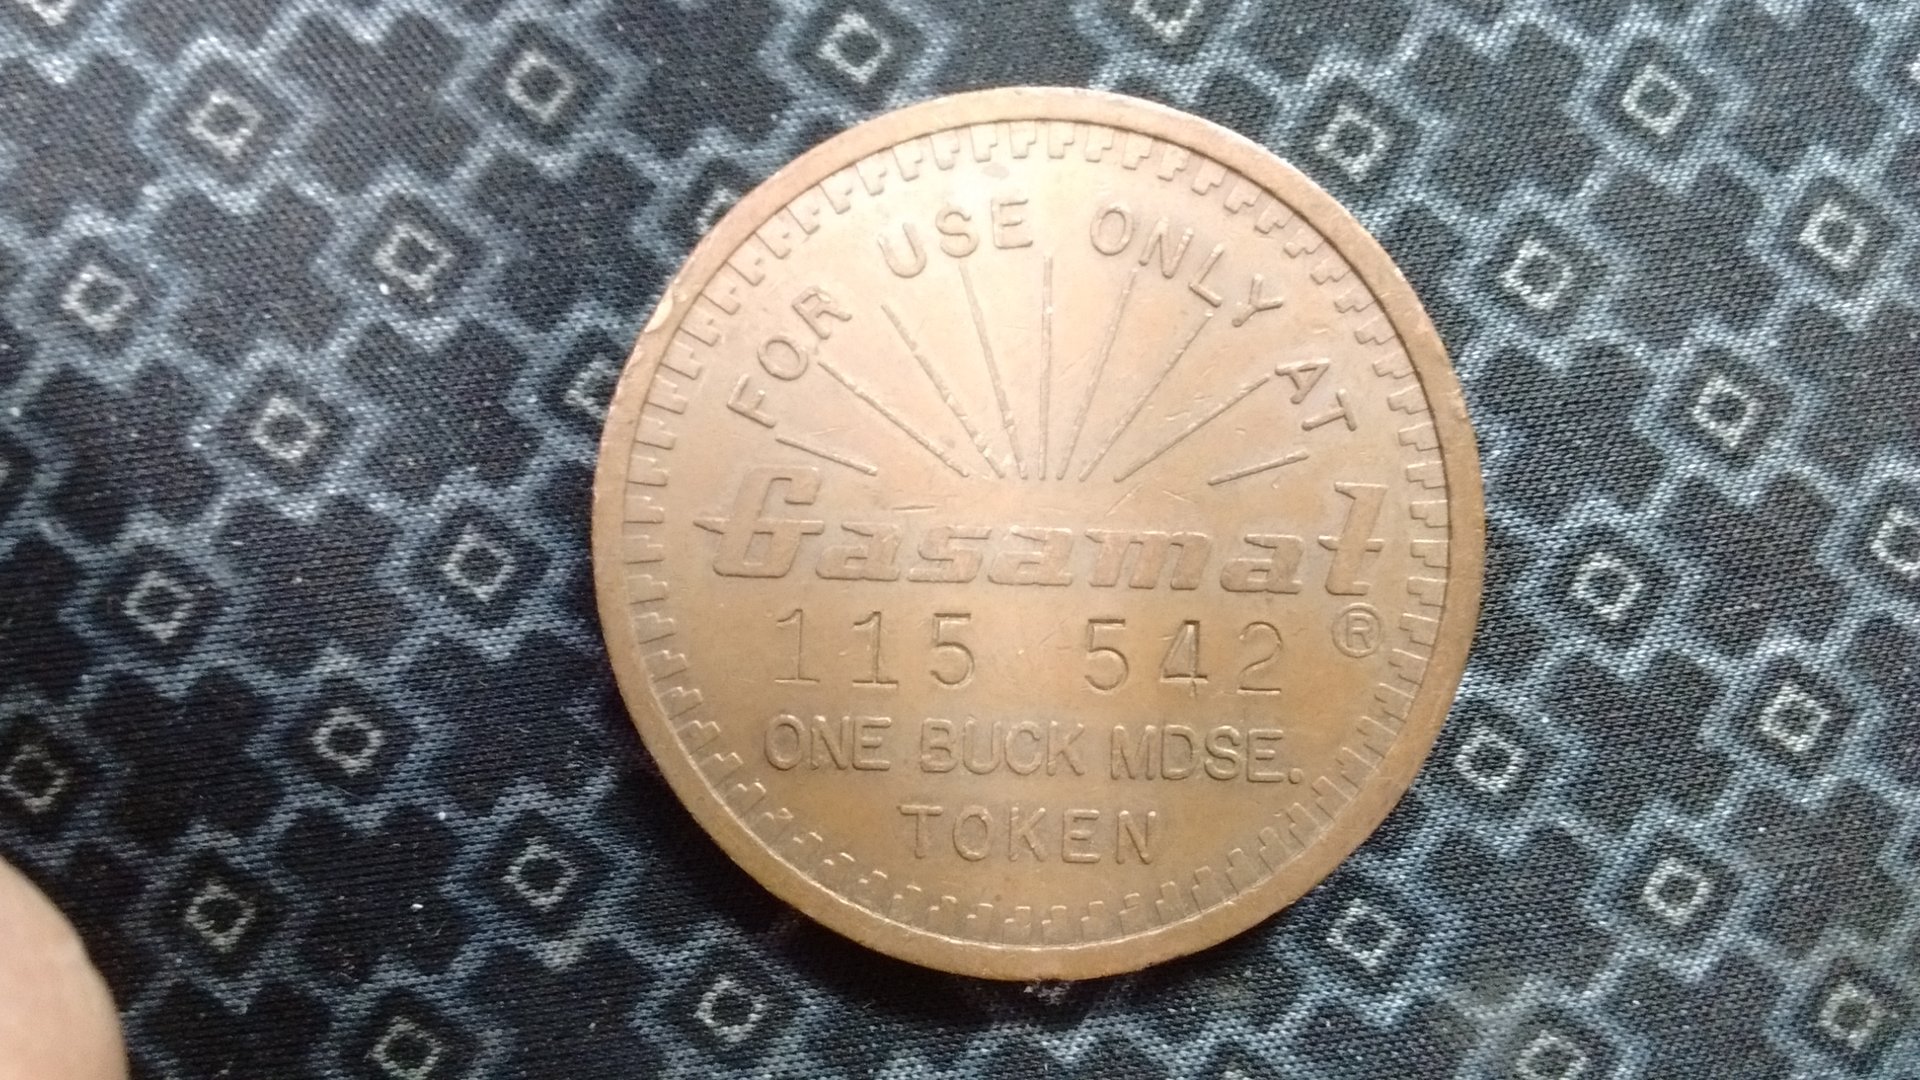 FOR USE ONLY AT
Gasamat
115 542 ®
ONE BUCK MDSE.
TOKEN